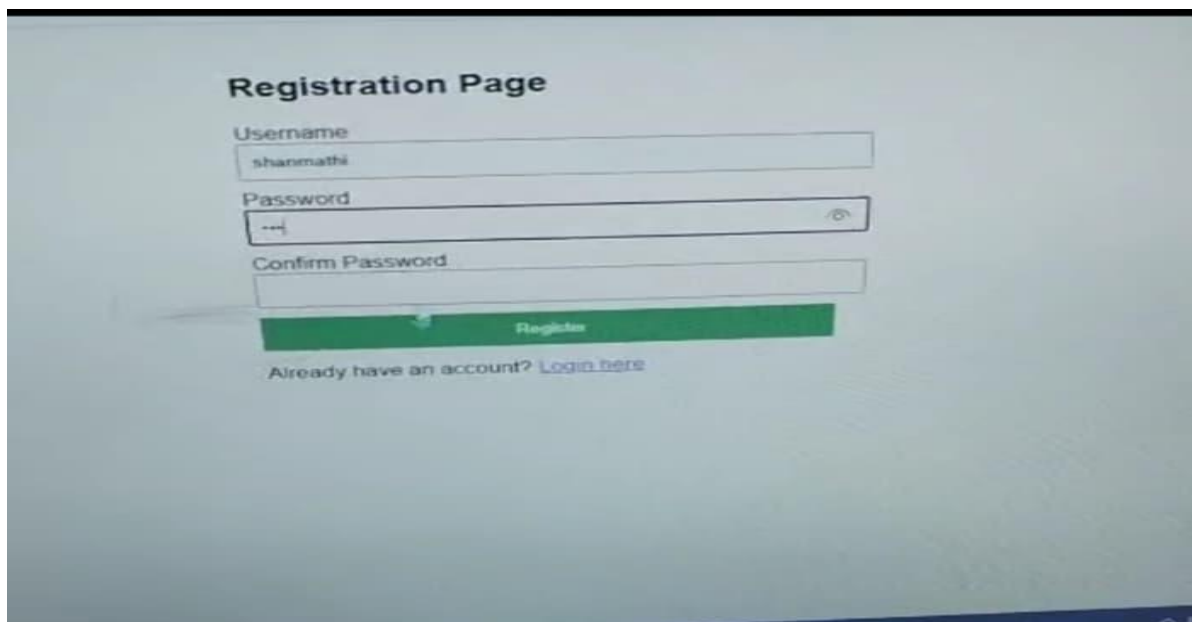 Registration Page
Username
shanmathi
Password
Confirm Password
Register
Already have an account? Login here